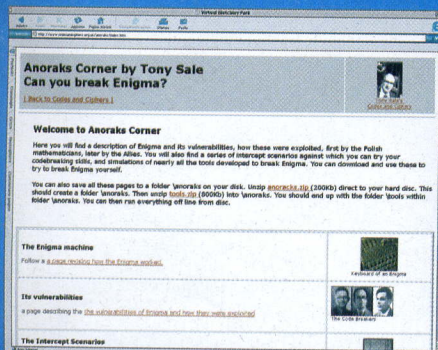 Virtual Bletchley Park
Anoraks Corner by Tony Sale
Can you break Enigma?
[ Back to Codes and Ciphers ]
Codes and Ciphers
Welcome to Anoraks Corner
Here you will find a description of Enigma and its vulnerabilities, how these were exploited, first by the Polish
mathematicians, later by the Allies. You will also find a series of intercept scenarios against which you can try your
codebreaking skills, and simulations of nearly all the tools developed to break Enigma. You can download and use these to
try to break Enigma yourself.
You can also save all these pages to a folder \anoraks on your disk. Unzip anoracks.zip (200Kb) direct to your hard disc. This
should create a folder \anoraks. Then unzip tools.zip (800Kb) into \anoraks. You should end up with the folder \tools within
folder \anoraks. You can then run everything off line from disc.
The Enigma machine
Follow a a page revising how the Enigma worked.
Keyboard of an Enigma
Its vulnerabilities
a page describing the the vulnerabilities of Enigma and how they were exploited
The Code Breakers
The Intercept Scenarios